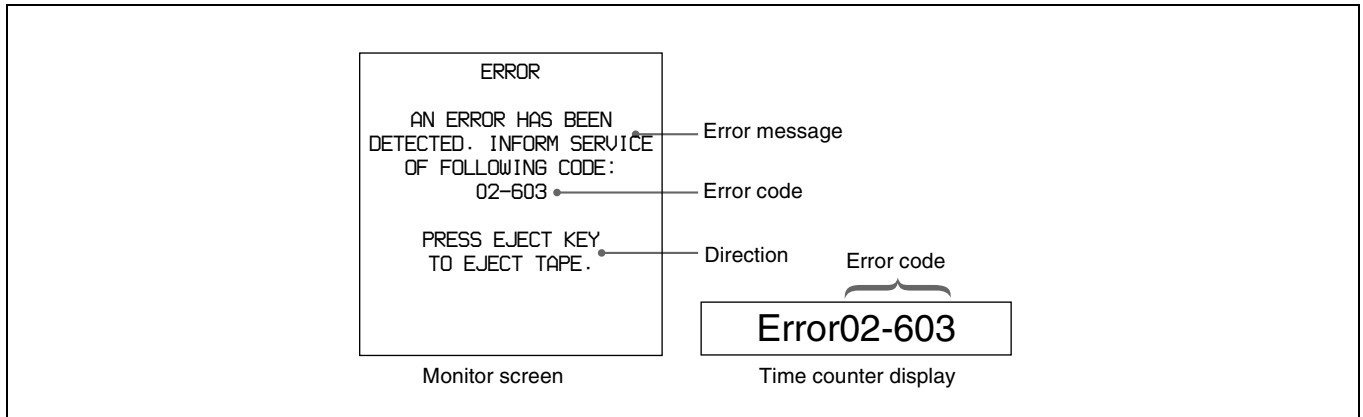 ERROR
AN ERROR HAS BEEN
DETECTED. INFORM SERVICE
OF FOLLOWING CODE:
02-603
PRESS EJECT KEY
TO EJECT TAPE.
Error message
Error code
Direction
Error code
Error02-603
Monitor screen
Time counter display